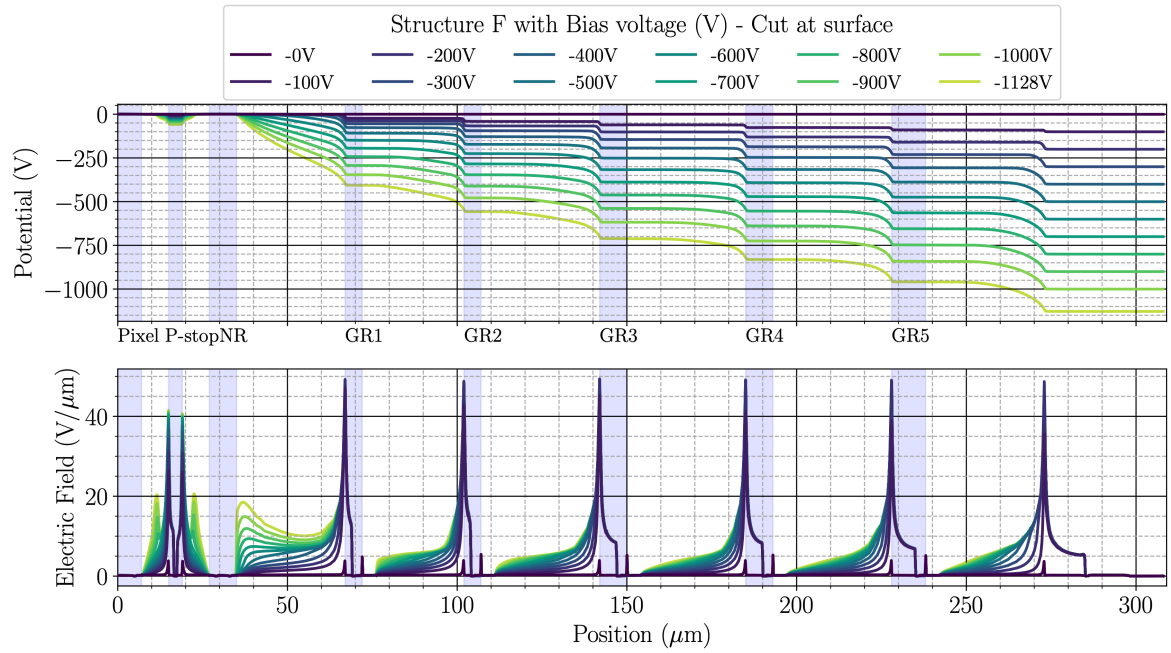 Structure F with Bias voltage (V) - Cut at surface
-0V -200V -400V -600V -800V -1000V
-100V -300V -500V -700V -900V -1128V
Potential (V)
0
−250
−500
−750
−1000
Pixel P-stop NR GR1 GR2 GR3 GR4 GR5
Electric Field (V/μm)
40
20
0
0 50 100 150 200 250 300
Position (μm)